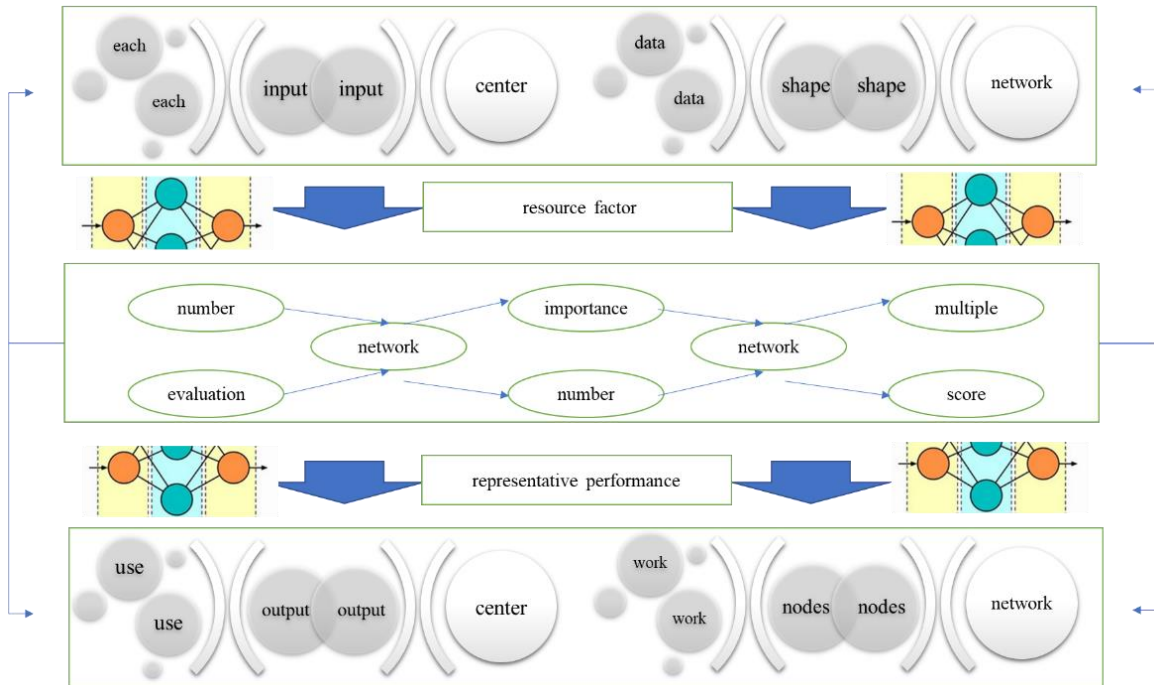 each
each
input
input
center
data
data
shape
shape
network
resource factor
number
evaluation
network
importance
number
network
multiple
score
representative performance
use
use
output
output
center
work
work
nodes
nodes
network